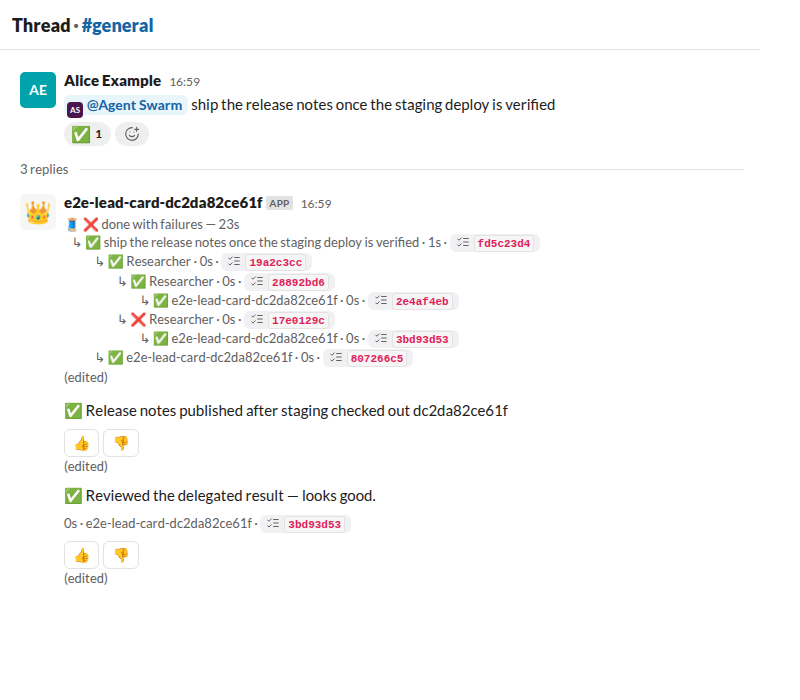 Thread • #general
AE
Alice Example 16:59
AS @Agent Swarm ship the release notes once the staging deploy is verified
✅ 1
3 replies
e2e-lead-card-dc2da82ce61f APP 16:59
🧵 ❌ done with failures — 23s
↳ ✅ ship the release notes once the staging deploy is verified · 1s · fd5c23d4
↳ ✅ Researcher · 0s · 19a2c3cc
↳ ✅ Researcher · 0s · 28892bd6
↳ ✅ e2e-lead-card-dc2da82ce61f · 0s · 2e4af4eb
↳ ❌ Researcher · 0s · 17e0129c
↳ ✅ e2e-lead-card-dc2da82ce61f · 0s · 3bd93d53
↳ ✅ e2e-lead-card-dc2da82ce61f · 0s · 807266c5
(edited)
✅ Release notes published after staging checked out dc2da82ce61f
👍 👎
(edited)
✅ Reviewed the delegated result — looks good.
0s · e2e-lead-card-dc2da82ce61f · 3bd93d53
👍 👎
(edited)